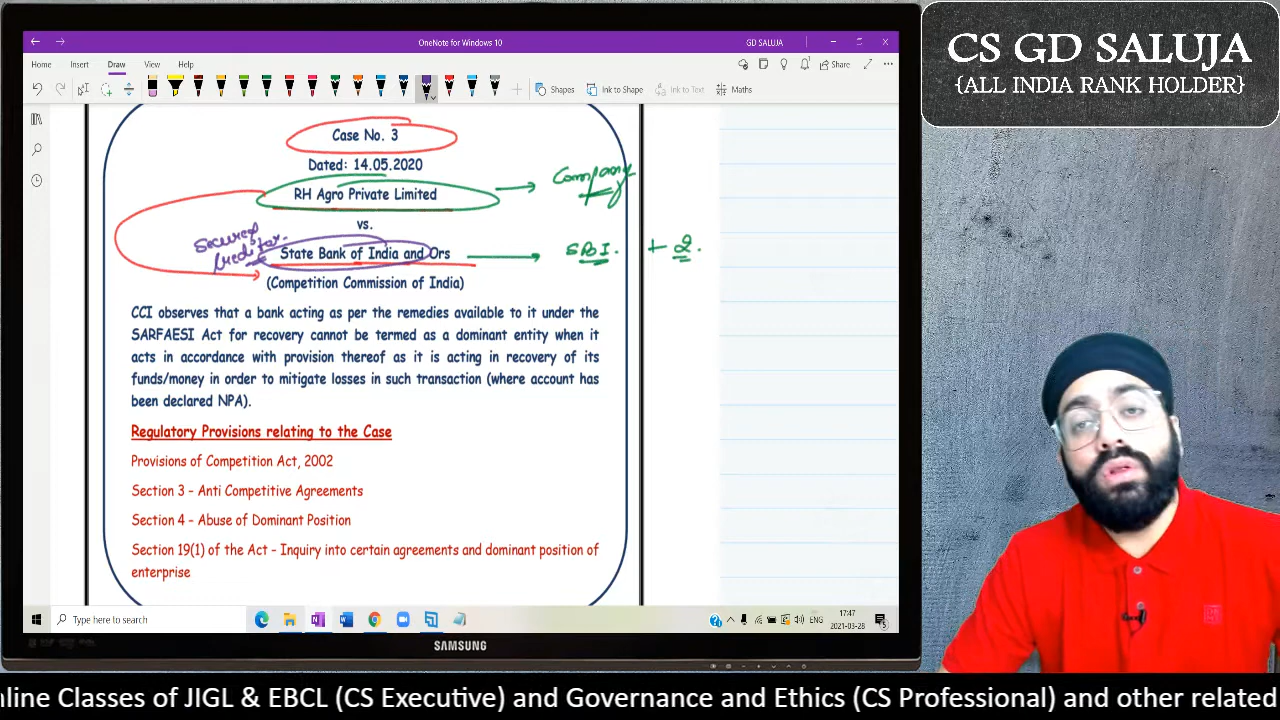 CS GD SALUJA
{ALL INDIA RANK HOLDER}
OneNote for Windows 10
GD SALUJA
Home Insert Draw View Help
Share
Shapes
Ink to Shape
Ink to Text
Maths
Case No. 3
Dated: 14.05.2020
RH Agro Private Limited
Company
vs.
Secured
Creditor.
State Bank of India and Ors
SBI. + 2.
(Competition Commission of India)
CCI observes that a bank acting as per the remedies available to it under the
SARFAESI Act for recovery cannot be termed as a dominant entity when it
acts in accordance with provision thereof as it is acting in recovery of its
funds/money in order to mitigate losses in such transaction (where account has
been declared NPA).
Regulatory Provisions relating to the Case
Provisions of Competition Act, 2002
Section 3 - Anti Competitive Agreements
Section 4 - Abuse of Dominant Position
Section 19(1) of the Act - Inquiry into certain agreements and dominant position of
enterprise
Type here to search
ENG
17:47
2021-03-28
SAMSUNG
nline Classes of JIGL & EBCL (CS Executive) and Governance and Ethics (CS Professional) and other related